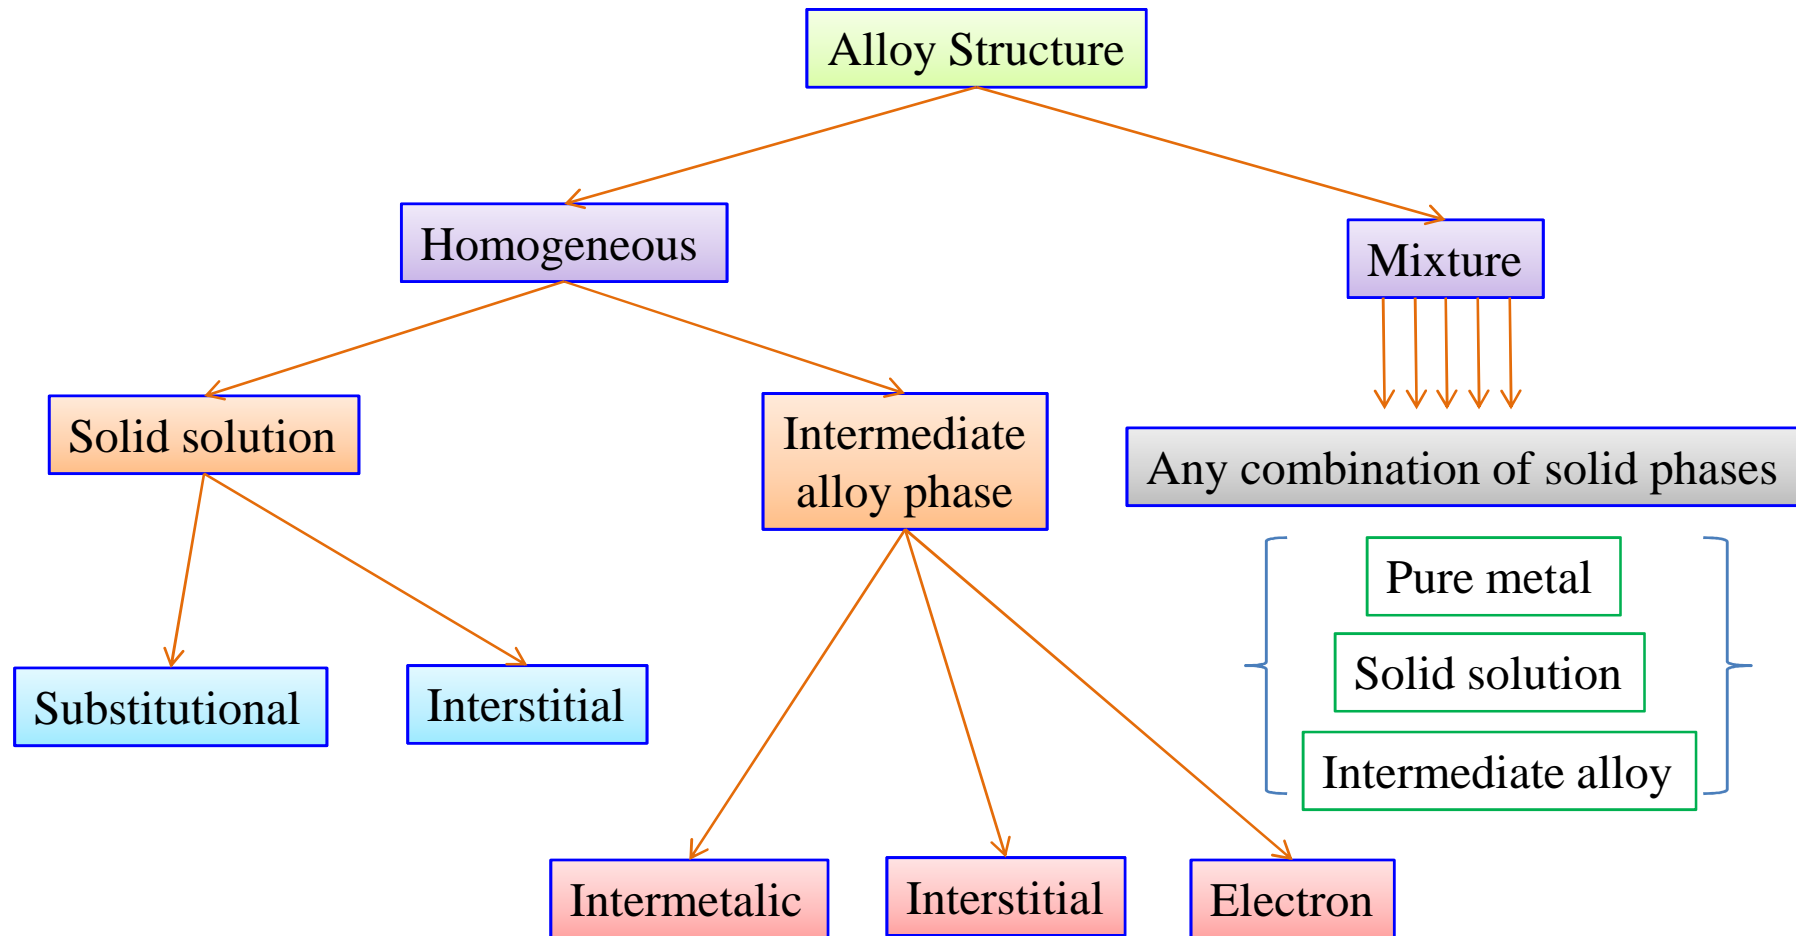 Alloy Structure
Homogeneous
Mixture
Solid solution
Intermediate
alloy phase
Any combination of solid phases
Pure metal
Solid solution
Intermediate alloy
Substitutional
Interstitial
Intermetalic
Interstitial
Electron